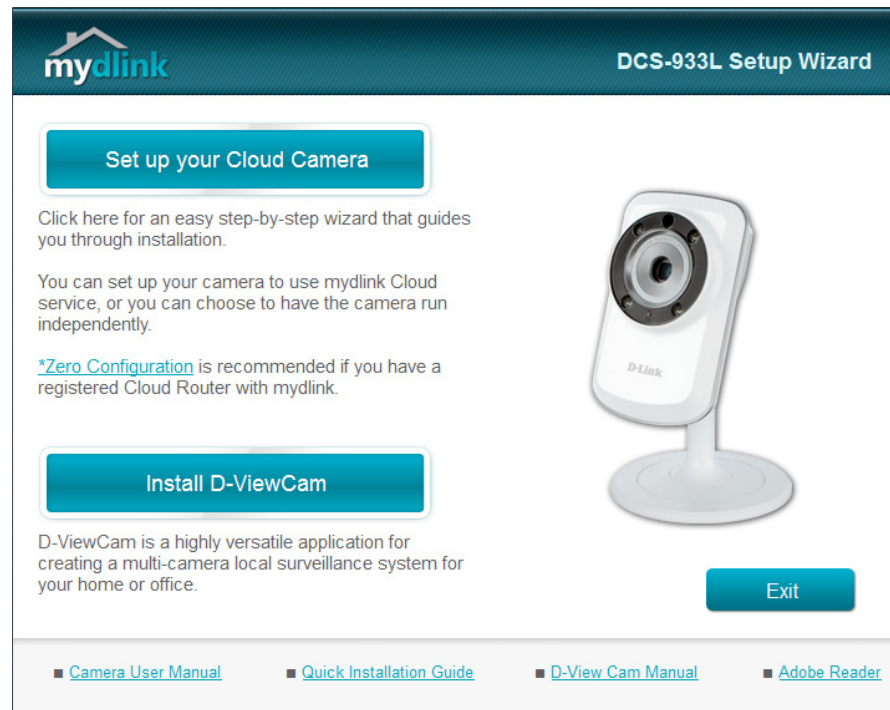 mydlink
DCS-933L Setup Wizard
Set up your Cloud Camera
Click here for an easy step-by-step wizard that guides
you through installation.
You can set up your camera to use mydlink Cloud
service, or you can choose to have the camera run
independently.
*Zero Configuration is recommended if you have a
registered Cloud Router with mydlink.
D-Link
Install D-ViewCam
D-ViewCam is a highly versatile application for
creating a multi-camera local surveillance system for
your home or office.
Exit
Camera User Manual
Quick Installation Guide
D-View Cam Manual
Adobe Reader